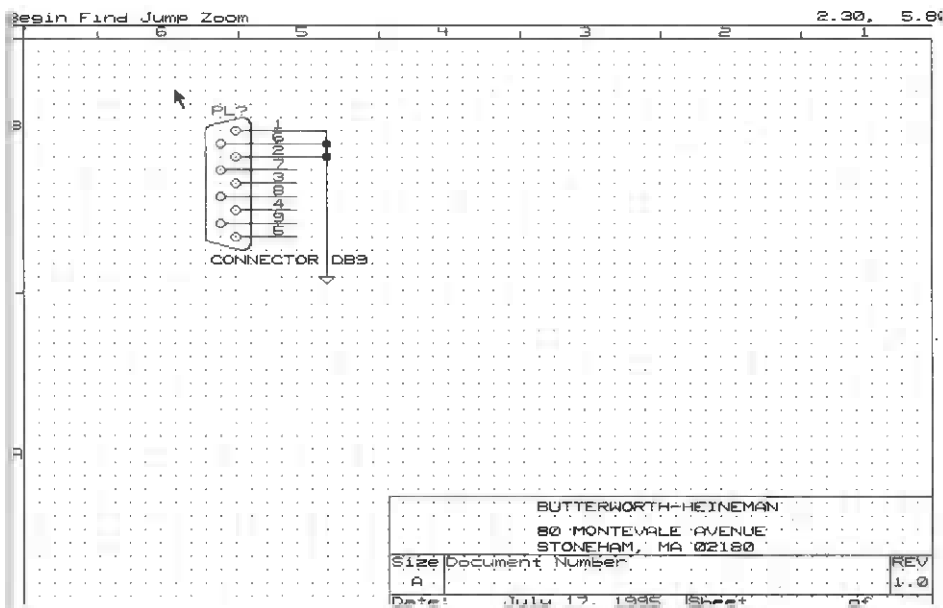 Begin Find Jump Zoom 2.30, 5.80
6 5 4 3 2 1
B
PL?
1
6
2
7
3
8
4
9
5
CONNECTOR DB9
A
BUTTERWORTH-HEINEMAN
80 MONTEVALE AVENUE
STONEHAM, MA 02180
Size Document Number REV
A 1.0
Date: July 17, 1995 Sheet of